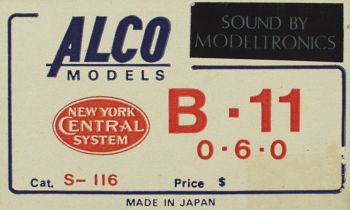 ALCO
MODELS
SOUND BY
MODELTRONICS
NEW YORK
CENTRAL
SYSTEM
B-11
0-6-0
Cat. S-116 Price $
MADE IN JAPAN